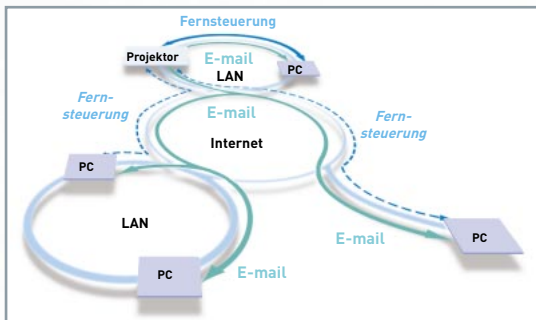 Fernsteuerung
Projektor
E-mail
PC
LAN
Fern-
steuerung
E-mail
Fern-
steuerung
Internet
PC
LAN
E-mail
PC
PC
E-mail